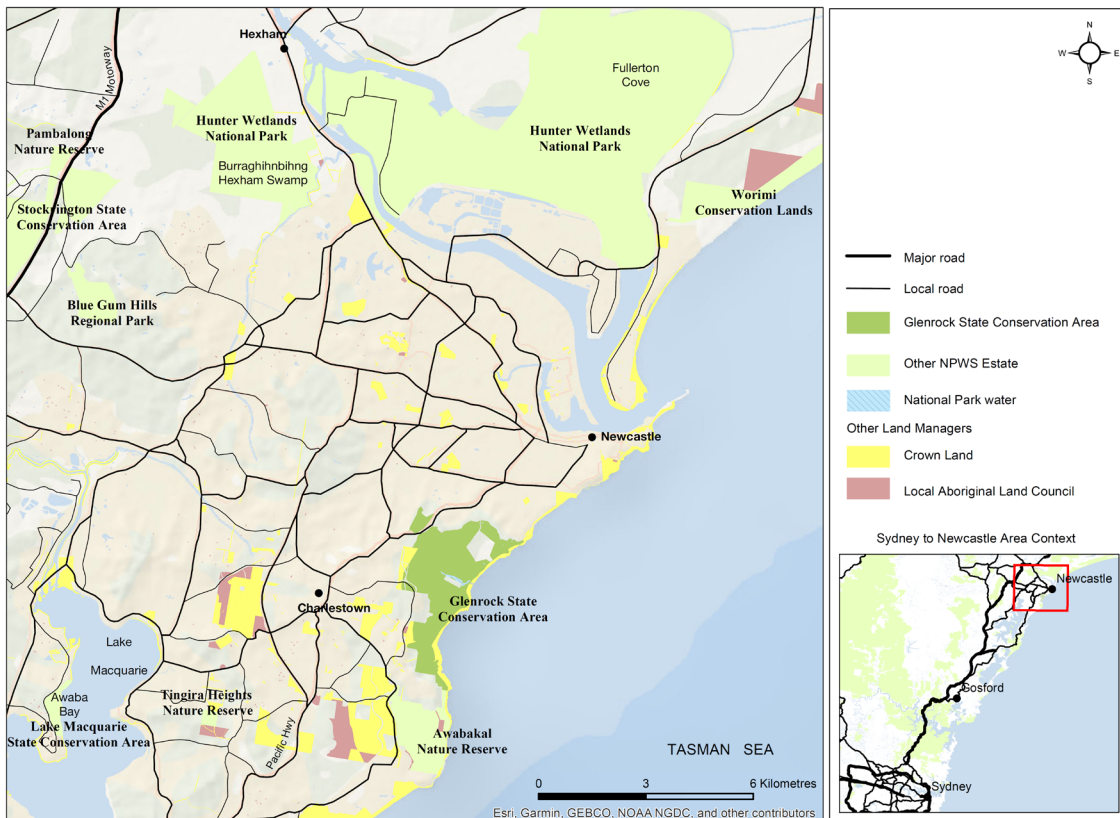 Hexham
M1 Motorway
Fullerton
Cove
Hunter Wetlands
National Park
Hunter Wetlands
National Park
Pambalong
Nature Reserve
Burraghihnbihng
Hexham Swamp
Worimi
Conservation Lands
Stockrington State
Conservation Area
Blue Gum Hills
Regional Park
Newcastle
Charlestown
Glenrock State
Conservation Area
Lake
Macquarie
Awaba
Bay
Lake Macquarie
State Conservation Area
Tingira Heights
Nature Reserve
Pacific Hwy
Awabakal
Nature Reserve
TASMAN SEA
0 3 6 Kilometres
Esri, Garmin, GEBCO, NOAA NGDC, and other contributors
N
W E
S
Major road
Local road
Glenrock State Conservation Area
Other NPWS Estate
National Park water
Other Land Managers
Crown Land
Local Aboriginal Land Council
Sydney to Newcastle Area Context
Newcastle
Gosford
Sydney